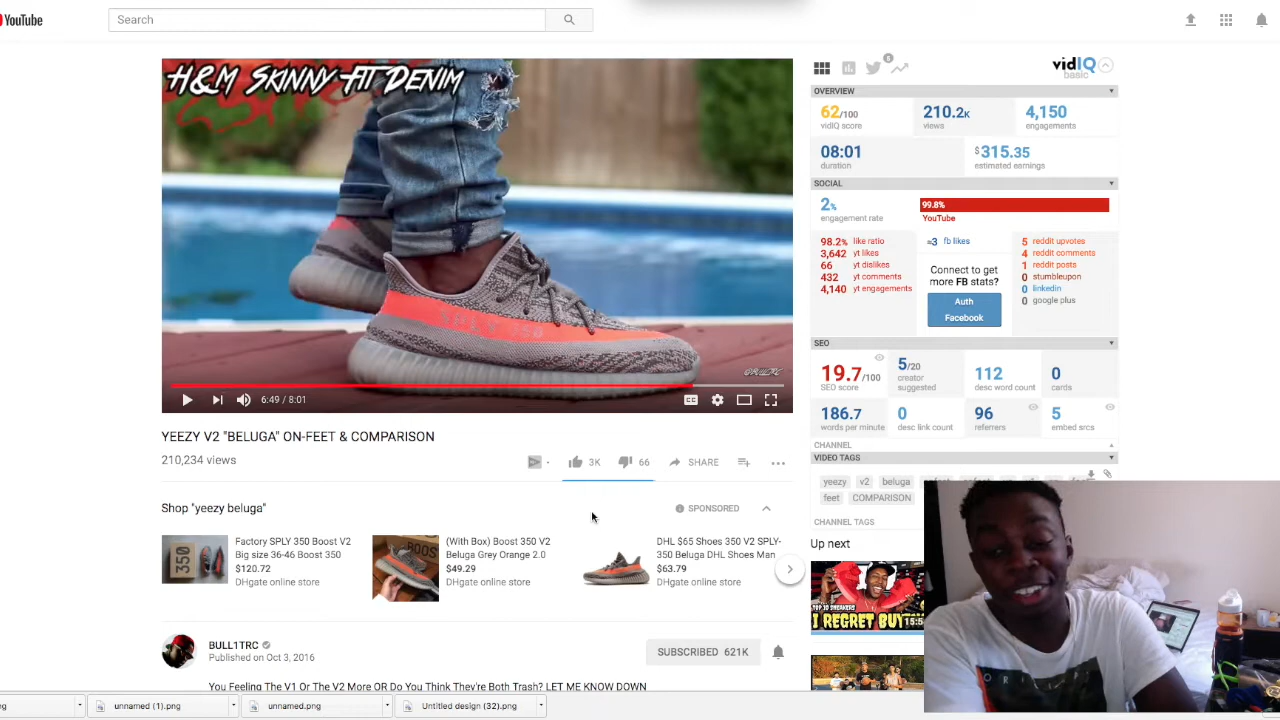 YouTube
Search
H&M SKINNY FIT DENIM
SPLY 350
@BULL1TRC
6:49 / 8:01
CC
YEEZY V2 "BELUGA" ON-FEET & COMPARISON
210,234 views
3K
66
SHARE
Shop "yeezy beluga"
SPONSORED
Factory SPLY 350 Boost V2
Big size 36-46 Boost 350
$120.72
DHgate online store
(With Box) Boost 350 V2
Beluga Grey Orange 2.0
$49.29
DHgate online store
DHL $65 Shoes 350 V2 SPLY-
350 Beluga DHL Shoes Man
$63.79
DHgate online store
BULL1TRC
Published on Oct 3, 2016
SUBSCRIBED 621K
You Feeling The V1 Or The V2 More OR Do You Think They're Both Trash? LET ME KNOW DOWN
vidIQ
basic
OVERVIEW
62/100
vidIQ score
210.2K
views
4,150
engagements
08:01
duration
$315.35
estimated earnings
SOCIAL
2%
engagement rate
99.8%
YouTube
98.2% like ratio
3,642 yt likes
66 yt dislikes
432 yt comments
4,140 yt engagements
≈3 fb likes
Connect to get
more FB stats?
Auth
Facebook
5 reddit upvotes
4 reddit comments
1 reddit posts
0 stumbleupon
0 linkedin
0 google plus
SEO
19.7/100
SEO score
5/20
creator
suggested
112
desc word count
0
cards
186.7
words per minute
0
desc link count
96
referrers
5
embed srcs
CHANNEL
VIDEO TAGS
yeezy v2 beluga
feet COMPARISON
CHANNEL TAGS
Up next
TOP 10 SNEAKERS
I REGRET BUY
15:5
unnamed (1).png
unnamed.png
Untitled design (32).png